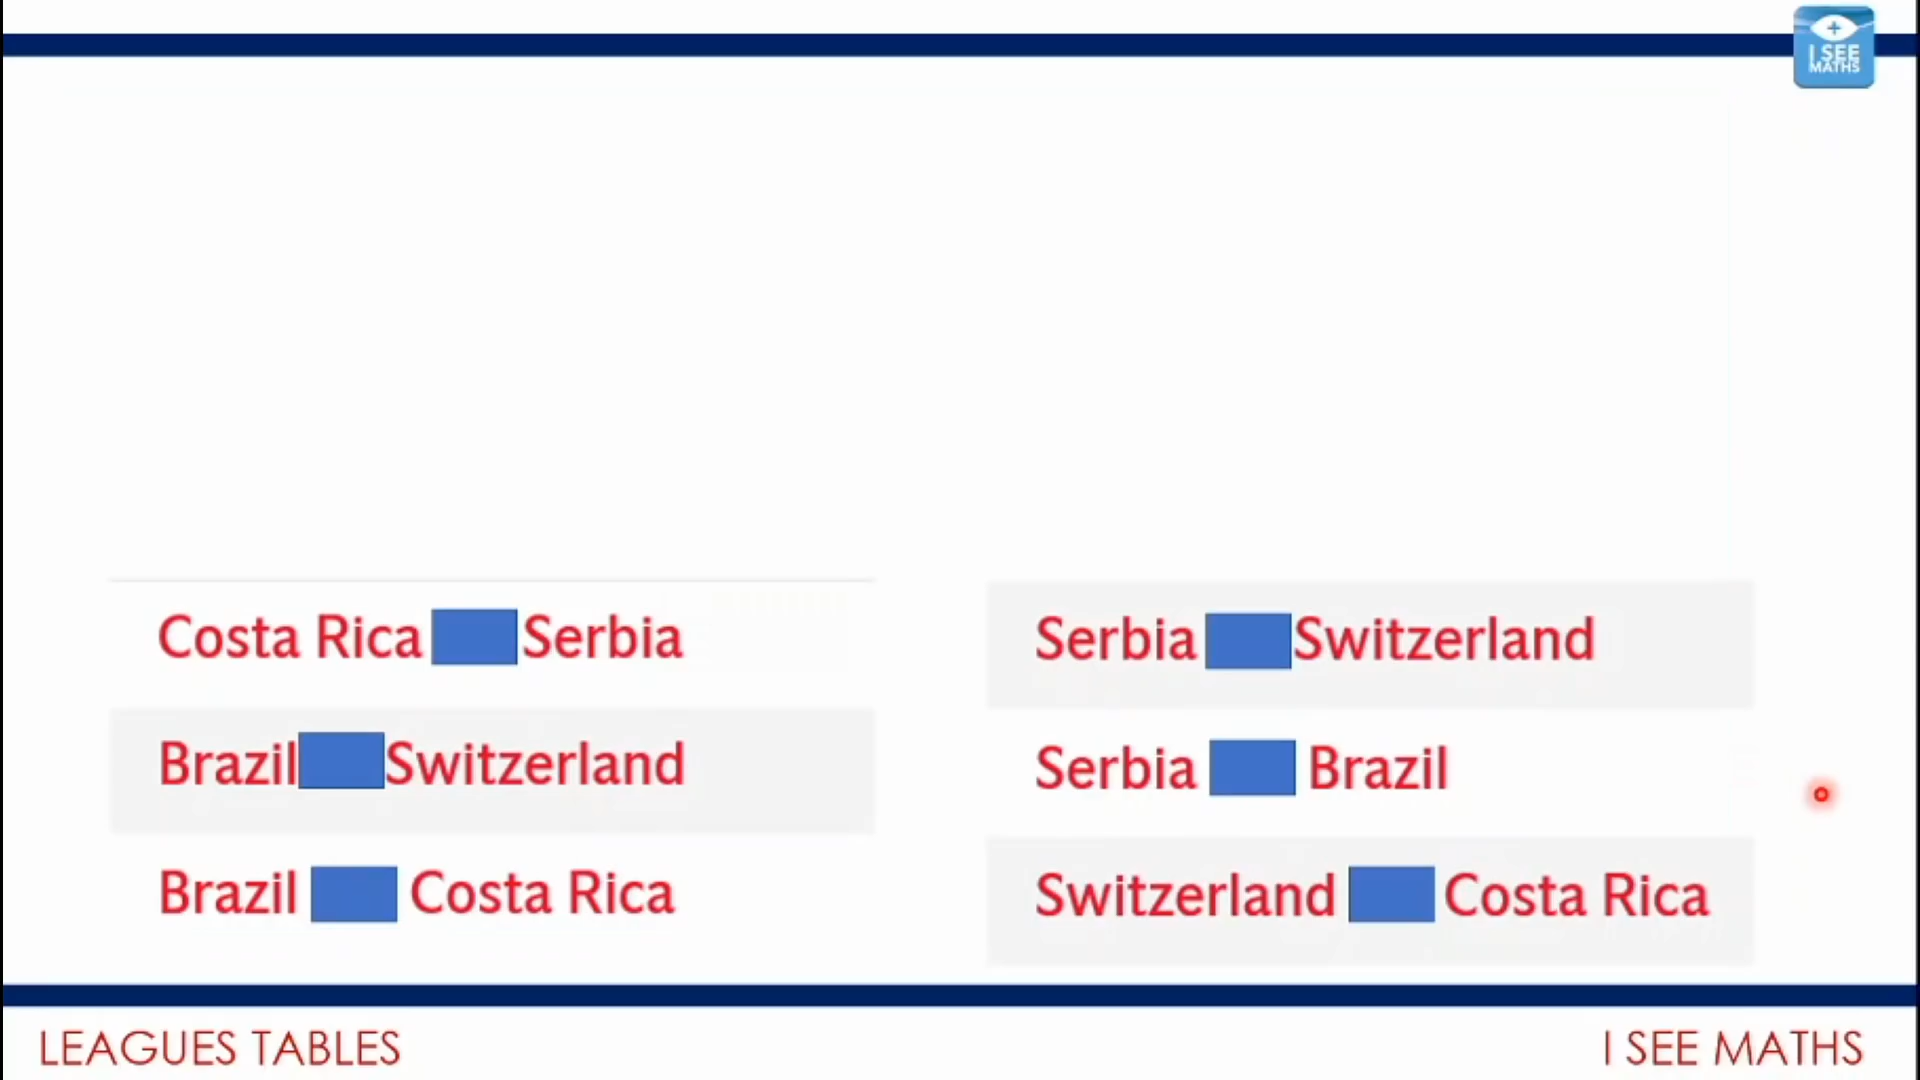 I SEE
MATHS
Costa Rica Serbia
Brazil Switzerland
Brazil Costa Rica
Serbia Switzerland
Serbia Brazil
Switzerland Costa Rica
LEAGUES TABLES
I SEE MATHS